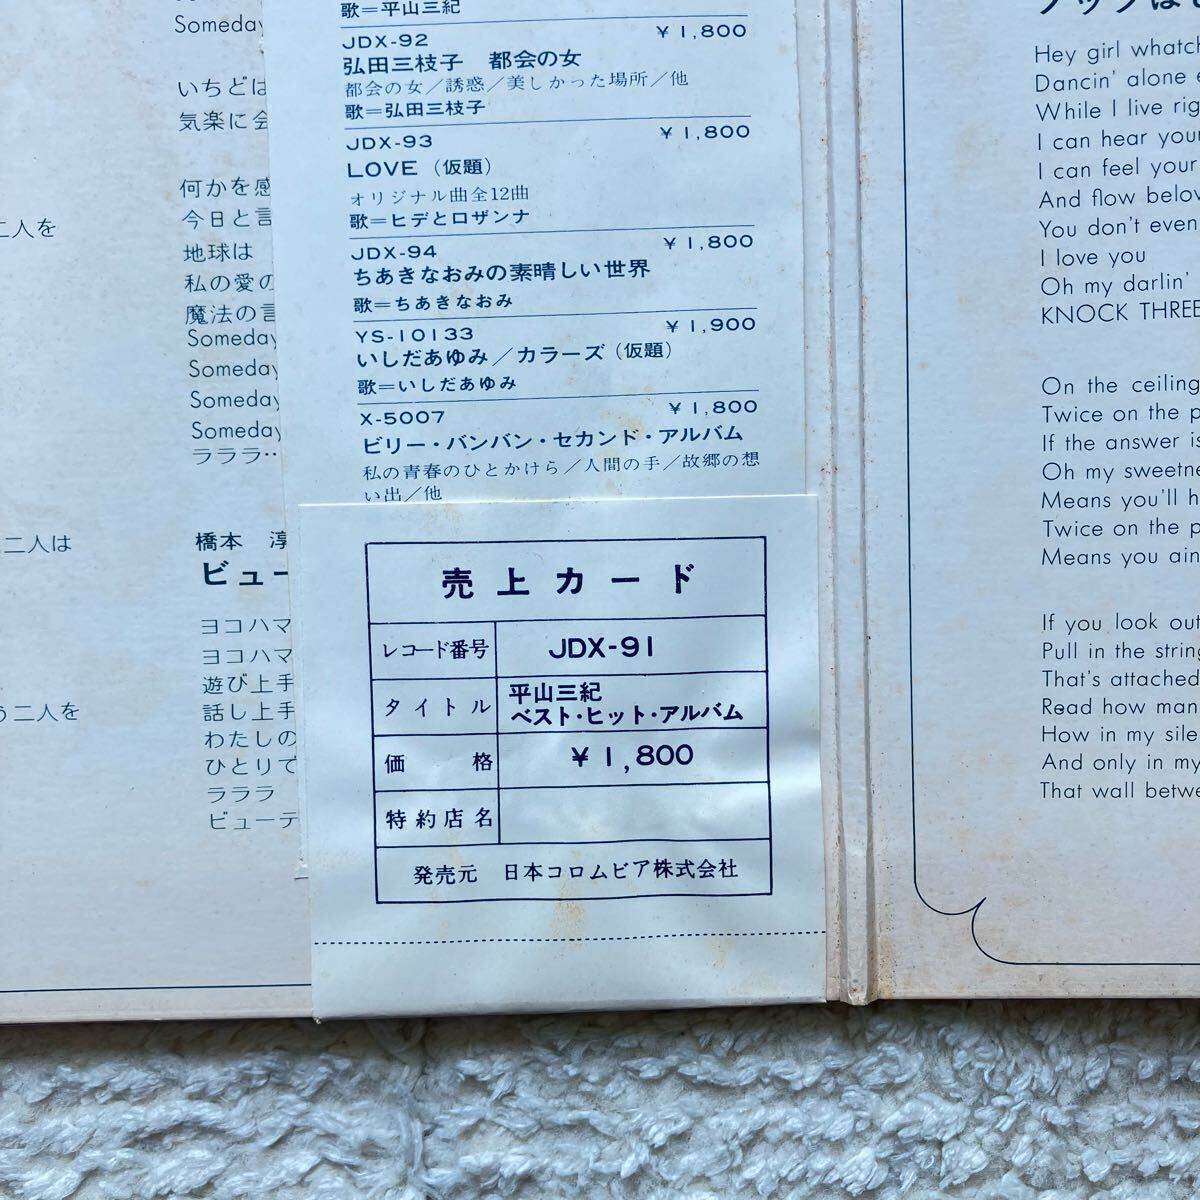 Someday
いちどは
気楽に会
何かを感
二人を
今日と言
地球は
私の愛の
魔法の言
Someday
Someday
Someday
Someday
ラララ…
二人は
橋本 淳
ビュー
ヨコハマ
ヨコハマ
遊び上手
う二人を
話し上手
わたしの
ひとりで
ラララ
ビューテ
歌=平山三紀
JDX-92 ¥1,800
弘田三枝子 都会の女
都会の女/誘惑/美しかった場所/他
歌=弘田三枝子
JDX-93 ¥1,800
LOVE (仮題)
オリジナル曲全12曲
歌=ヒデとロザンナ
JDX-94 ¥1,800
ちあきなおみの素晴しい世界
歌=ちあきなおみ
YS-10133 ¥1,900
いしだあゆみ/カラーズ(仮題)
歌=いしだあゆみ
X-5007 ¥1,800
ビリー・バンバン・セカンド・アルバム
私の青春のひとかけら/人間の手/故郷の想
い出/他
売上カード
レコード番号 JDX-91
タイトル 平山三紀
ベスト・ヒット・アルバム
価格 ¥1,800
特約店名
発売元 日本コロムビア株式会社
Hey girl whatch
Dancin' alone e
While I live rig
I can hear your
I can feel your
And flow below
You don't even
I love you
Oh my darlin'
KNOCK THREE
On the ceiling
Twice on the p
If the answer is
Oh my sweetne
Means you'll h
Twice on the p
Means you ain
If you look out
Pull in the string
That's attached
Read how man
How in my sile
And only in my
That wall betwe